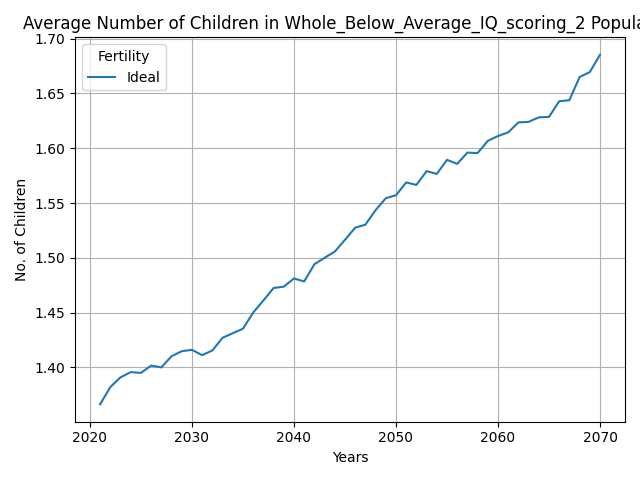 Average Number of Children in Whole_Below_Average_IQ_scoring_2 Popula
Fertility
Ideal
No. of Children
1.70
1.65
1.60
1.55
1.50
1.45
1.40
2020 2030 2040 2050 2060 2070
Years